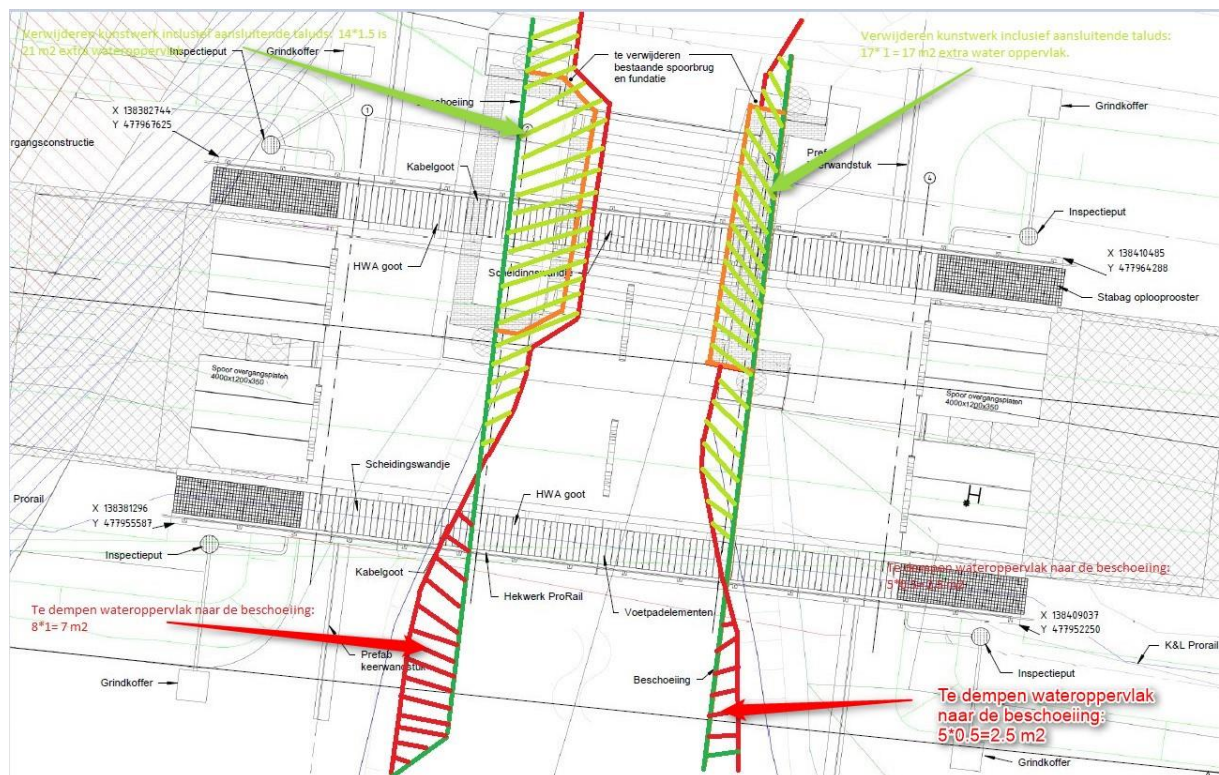 Verwijderen kunstwerk inclusief aansluitende taluds: 14*1.5 is
21 m2 extra wateroppervlak.
Verwijderen kunstwerk inclusief aansluitende taluds:
17* 1 = 17 m2 extra water oppervlak.
Inspectieput
Grindkoffer
te verwijderen
bestaande spoorbrug
en fundatie
Grindkoffer
X 138382744
Y 477967625
1
Kabelgoot
4
Inspectieput
HWA goot
X 138410485
Y 477964288
Stabag oplooprooster
Spoor overgangsplaten
4000x1200x350
Spoor overgangsplaten
4000x1200x350
Scheidingswandje
HWA goot
Prorail
X 138381296
Y 477955587
Inspectieput
Kabelgoot
Hekwerk ProRail
Voetpadelementen
Te dempen wateroppervlak naar de beschoeiing:
8*1= 7 m2
Te dempen wateroppervlak naar de beschoeiing:
X 138409037
Y 477952250
K&L Prorail
Prefab
Grindkoffer
Beschoeiing
Inspectieput
Te dempen wateroppervlak
naar de beschoeiing:
5*0.5=2.5 m2
Grindkoffer